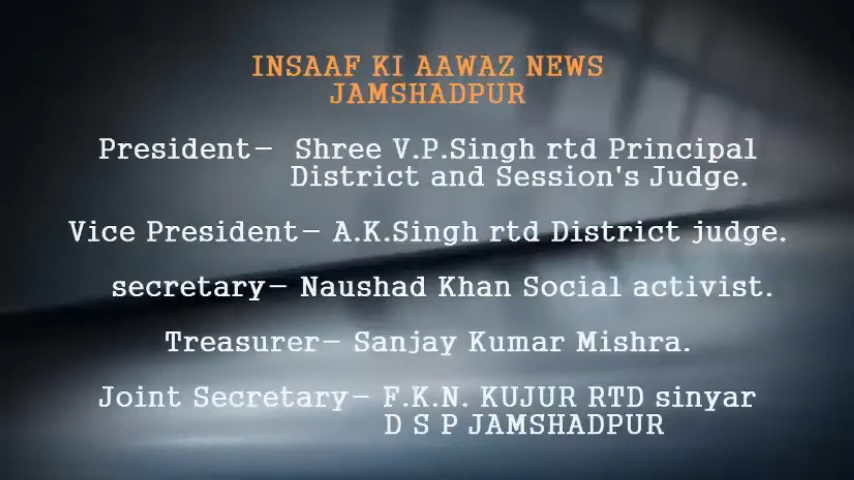 INSAAF KI AAWAZ NEWS
JAMSHADPUR
President- Shree V.P.Singh rtd Principal
District and Session's Judge.
Vice President- A.K.Singh rtd District judge.
secretary- Naushad Khan Social activist.
Treasurer- Sanjay Kumar Mishra.
Joint Secretary- F.K.N. KUJUR RTD sinyar
D S P JAMSHADPUR